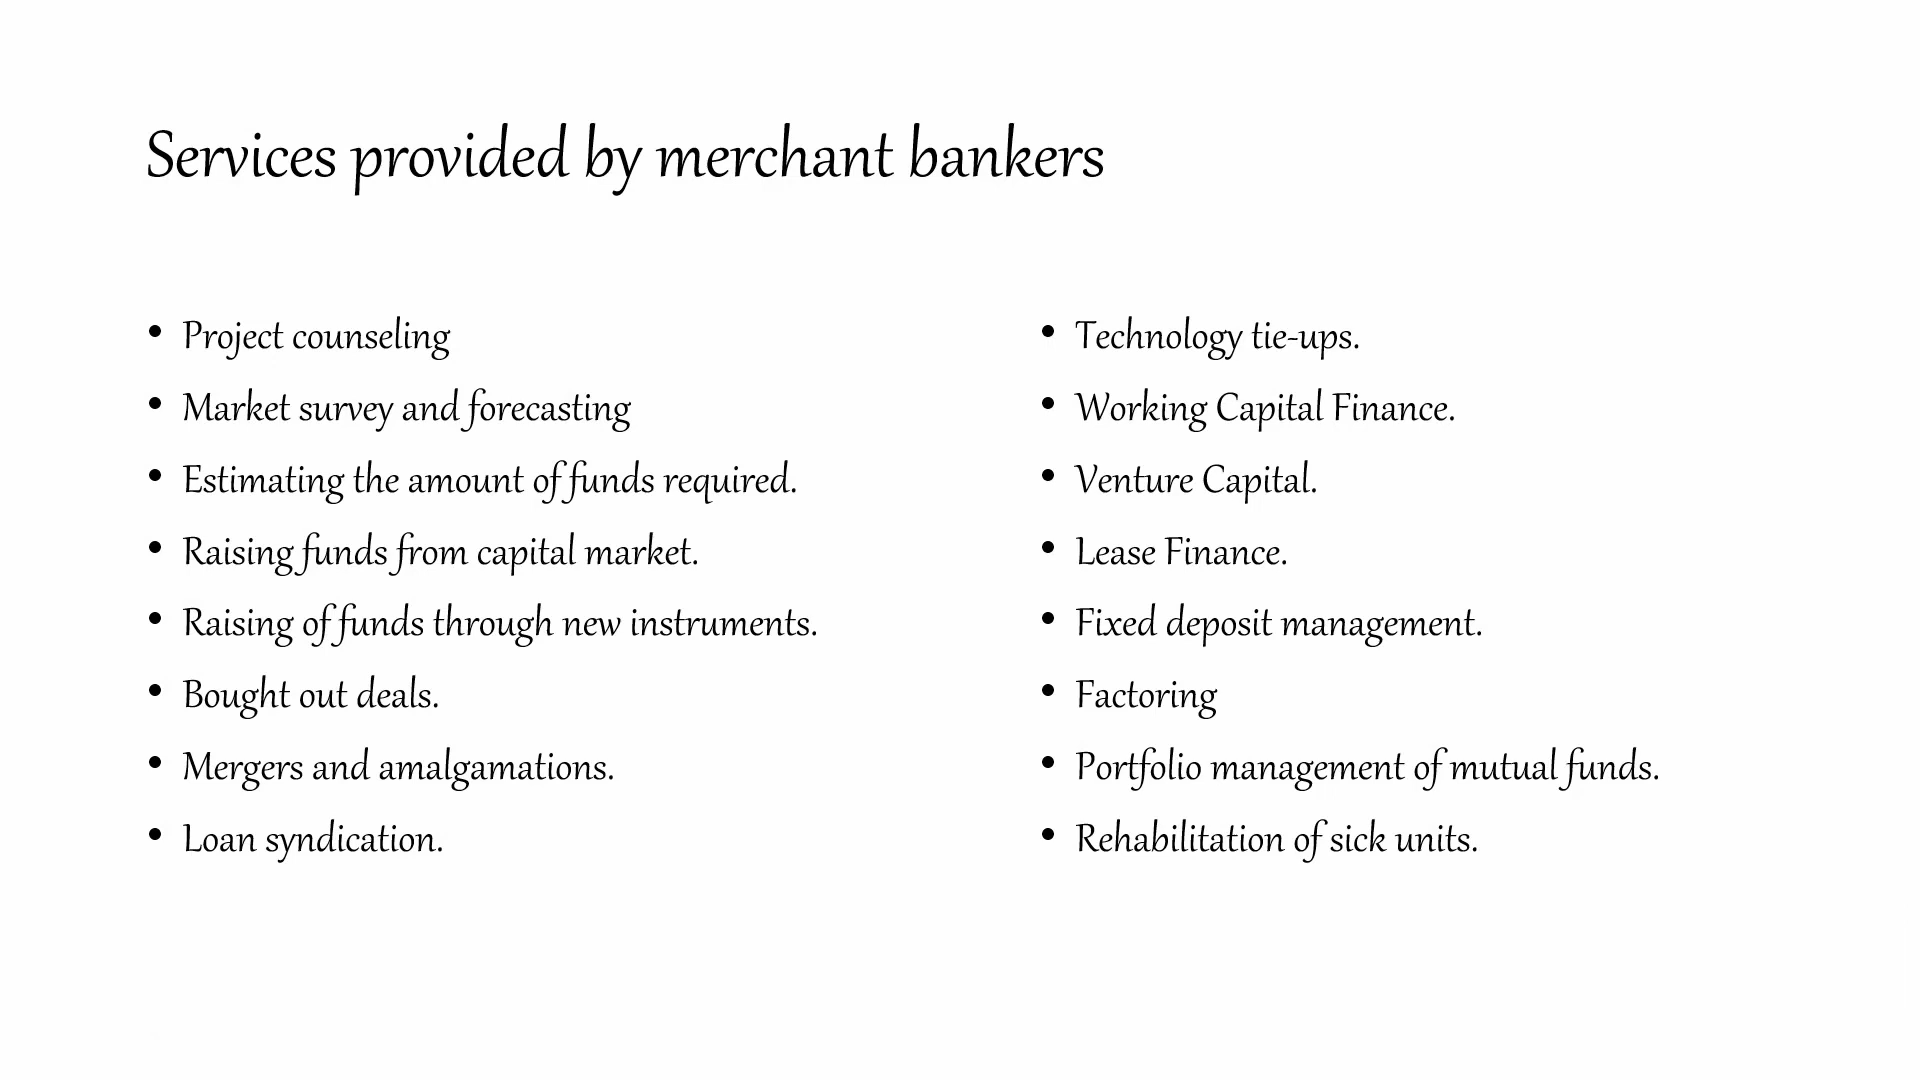 Services provided by merchant bankers
• Project counseling
• Market survey and forecasting
• Estimating the amount of funds required.
• Raising funds from capital market.
• Raising of funds through new instruments.
• Bought out deals.
• Mergers and amalgamations.
• Loan syndication.
• Technology tie-ups.
• Working Capital Finance.
• Venture Capital.
• Lease Finance.
• Fixed deposit management.
• Factoring
• Portfolio management of mutual funds.
• Rehabilitation of sick units.